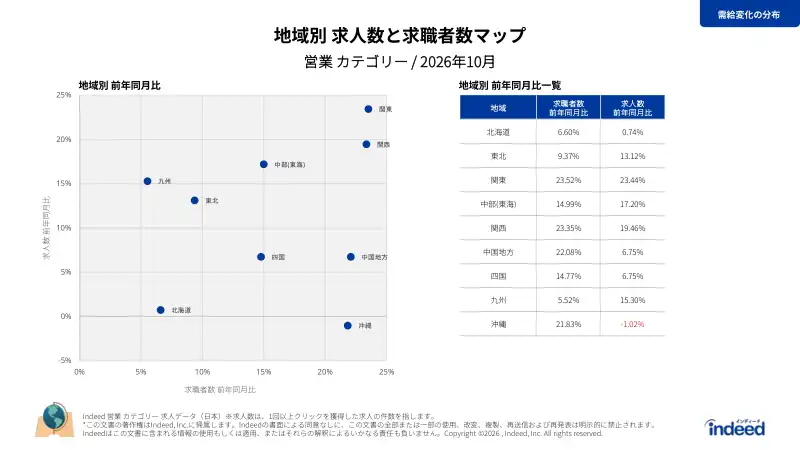 需給変化の分布
地域別 求人数と求職者数マップ
営業 カテゴリー / 2026年10月
地域別 前年同月比
25%
20%
15%
10%
5%
0%
-5%
求人数 前年同月比
関東
関西
中部(東海)
九州
東北
四国
中国地方
北海道
沖縄
0%
5%
10%
15%
20%
25%
求職者数 前年同月比
地域別 前年同月比一覧
地域 求職者数 前年同月比 求人数 前年同月比
北海道 6.60% 0.74%
東北 9.37% 13.12%
関東 23.52% 23.44%
中部(東海) 14.99% 17.20%
関西 23.35% 19.46%
中国地方 22.08% 6.75%
四国 14.77% 6.75%
九州 5.52% 15.30%
沖縄 21.83% -1.02%
Indeed 営業 カテゴリー 求人データ（日本）※求人数は、1回以上クリックを獲得した求人の件数を指します。
*この文書の著作権はIndeed, Inc.に帰属します。Indeedの書面による同意なしに、この文書の全部または一部の使用、改変、複製、再送信および再発表は明示的に禁止されます。
Indeedはこの文書に含まれる情報の使用もしくは適用、またはそれらの解釈によるいかなる責任も負いません。Copyright ©2026 , Indeed, Inc. All rights reserved.
インディード
indeed